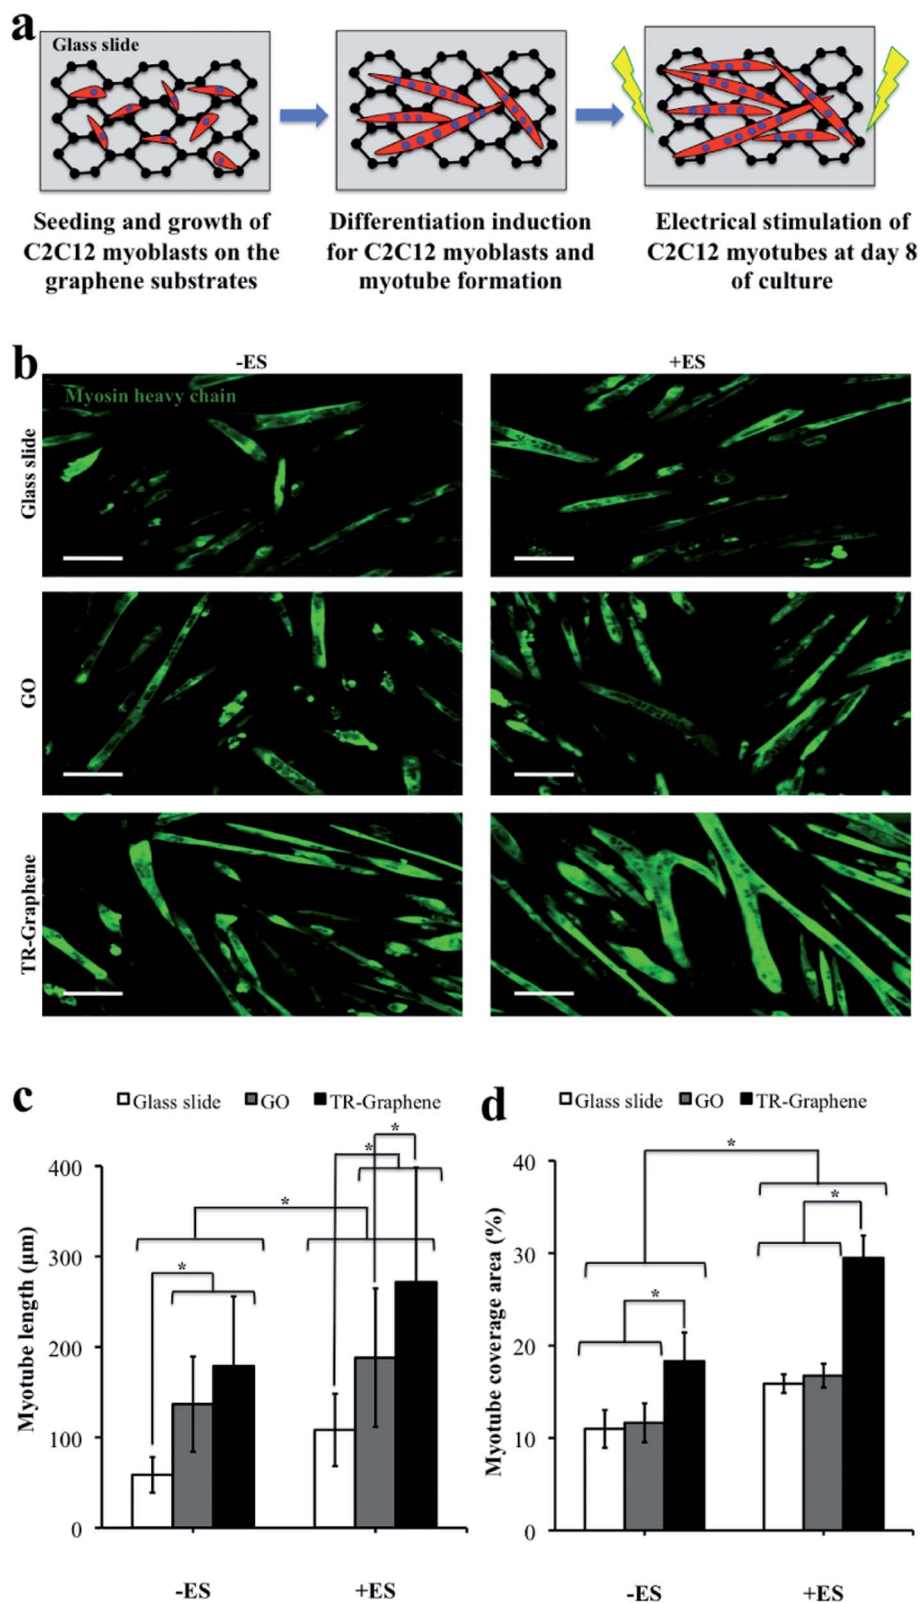 a
Glass slide
Seeding and growth of
C2C12 myoblasts on the
graphene substrates
Differentiation induction
for C2C12 myoblasts and
myotube formation
Electrical stimulation of
C2C12 myotubes at day 8
of culture
b
-ES
+ES
Myosin heavy chain
Glass slide
GO
TR-Graphene
c
Glass slide GO TR-Graphene
Myotube length (μm)
400
300
200
100
0
*
*
*
*
-ES
+ES
d
Glass slide GO TR-Graphene
Myotube coverage area (%)
40
30
20
10
0
*
*
*
-ES
+ES